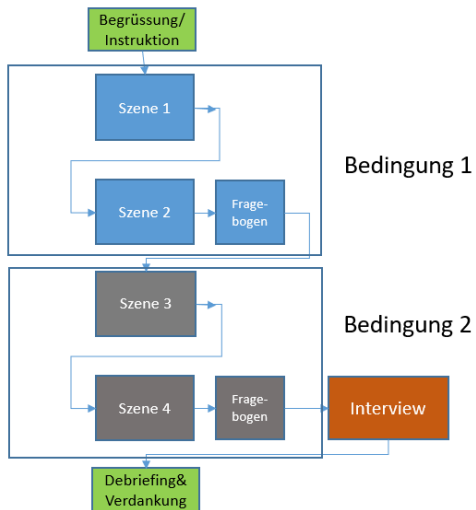 Begrüssung/
Instruktion
Szene 1
Bedingung 1
Szene 2
Frage-
bogen
Szene 3
Bedingung 2
Szene 4
Frage-
bogen
Interview
Debriefing&
Verdankung